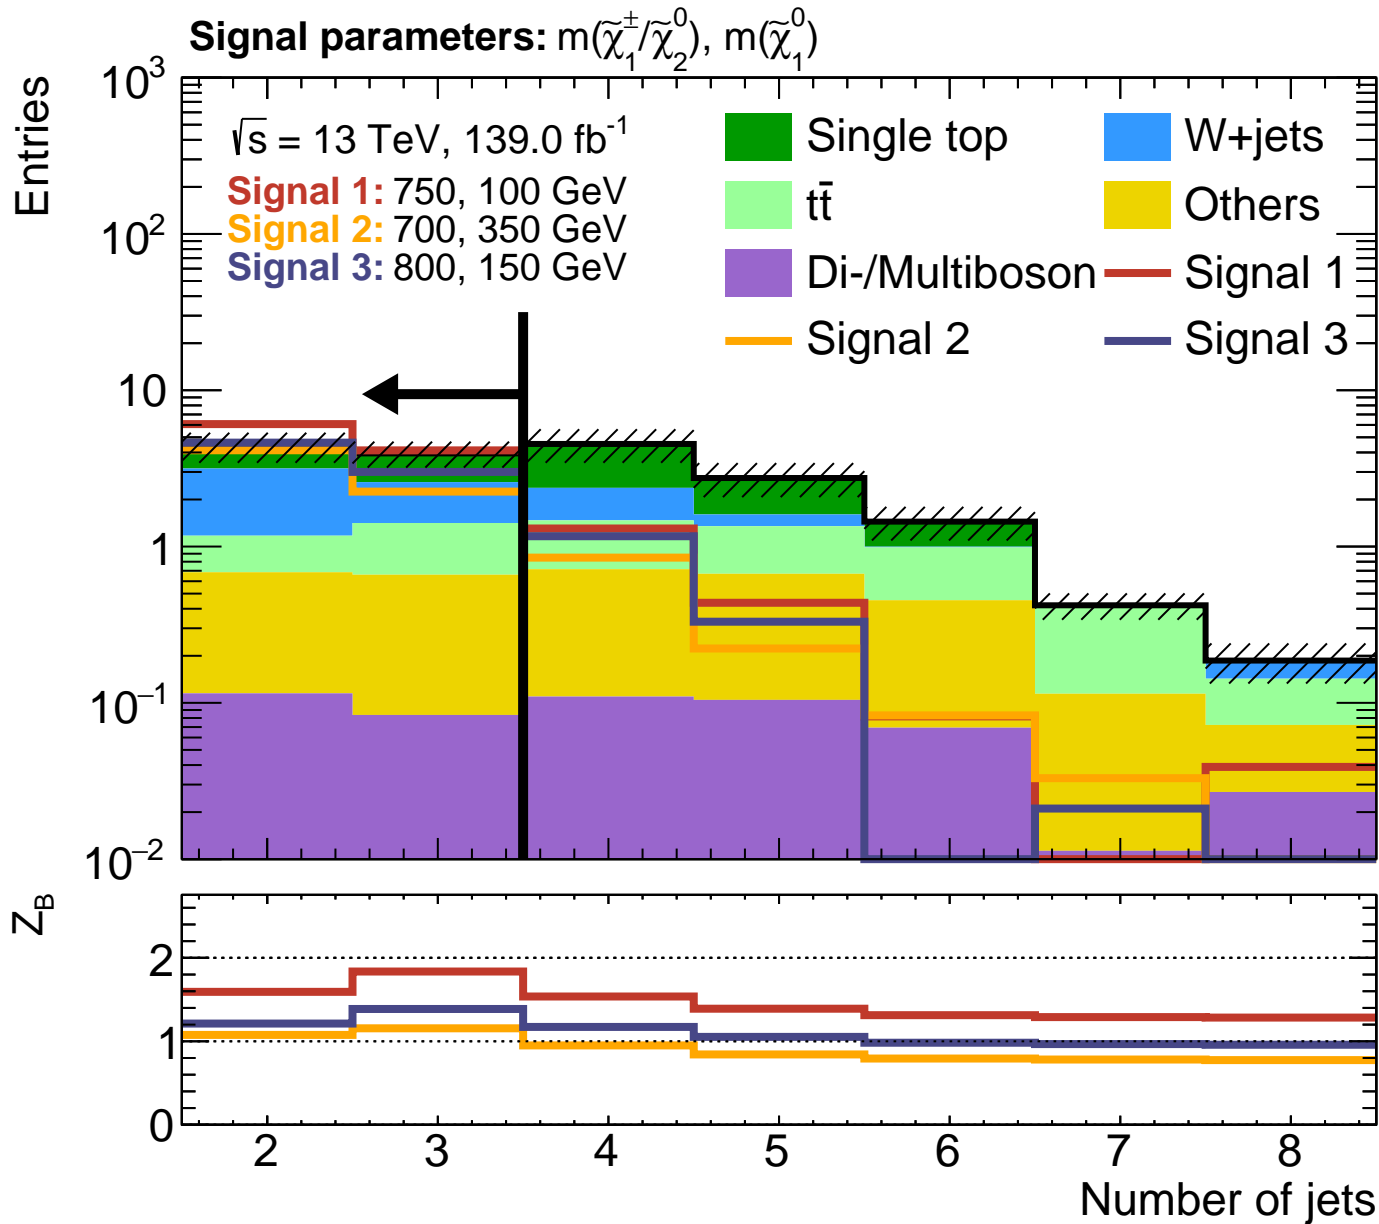 Signal parameters: m(χ̃₁±/χ̃₂⁰), m(χ̃₁⁰)
Entries
10³
10²
10
1
10⁻¹
10⁻²
√s = 13 TeV, 139.0 fb⁻¹
Signal 1: 750, 100 GeV
Signal 2: 700, 350 GeV
Signal 3: 800, 150 GeV
Single top
W+jets
tt̄
Others
Di-/Multiboson
Signal 1
Signal 2
Signal 3
Z_B
2
1
0
2 3 4 5 6 7 8
Number of jets